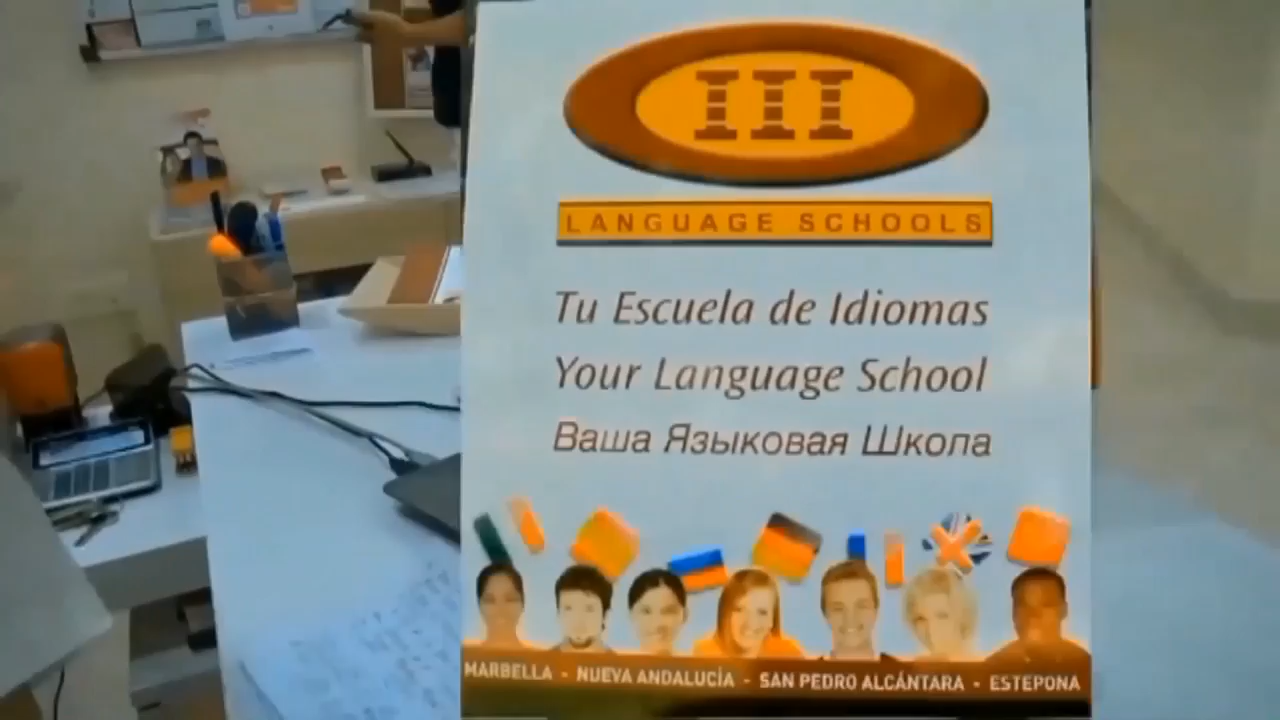 III
LANGUAGE SCHOOLS
Tu Escuela de Idiomas
Your Language School
Ваша Языковая Школа
MARBELLA - NUEVA ANDALUCÍA - SAN PEDRO ALCÁNTARA - ESTEPONA